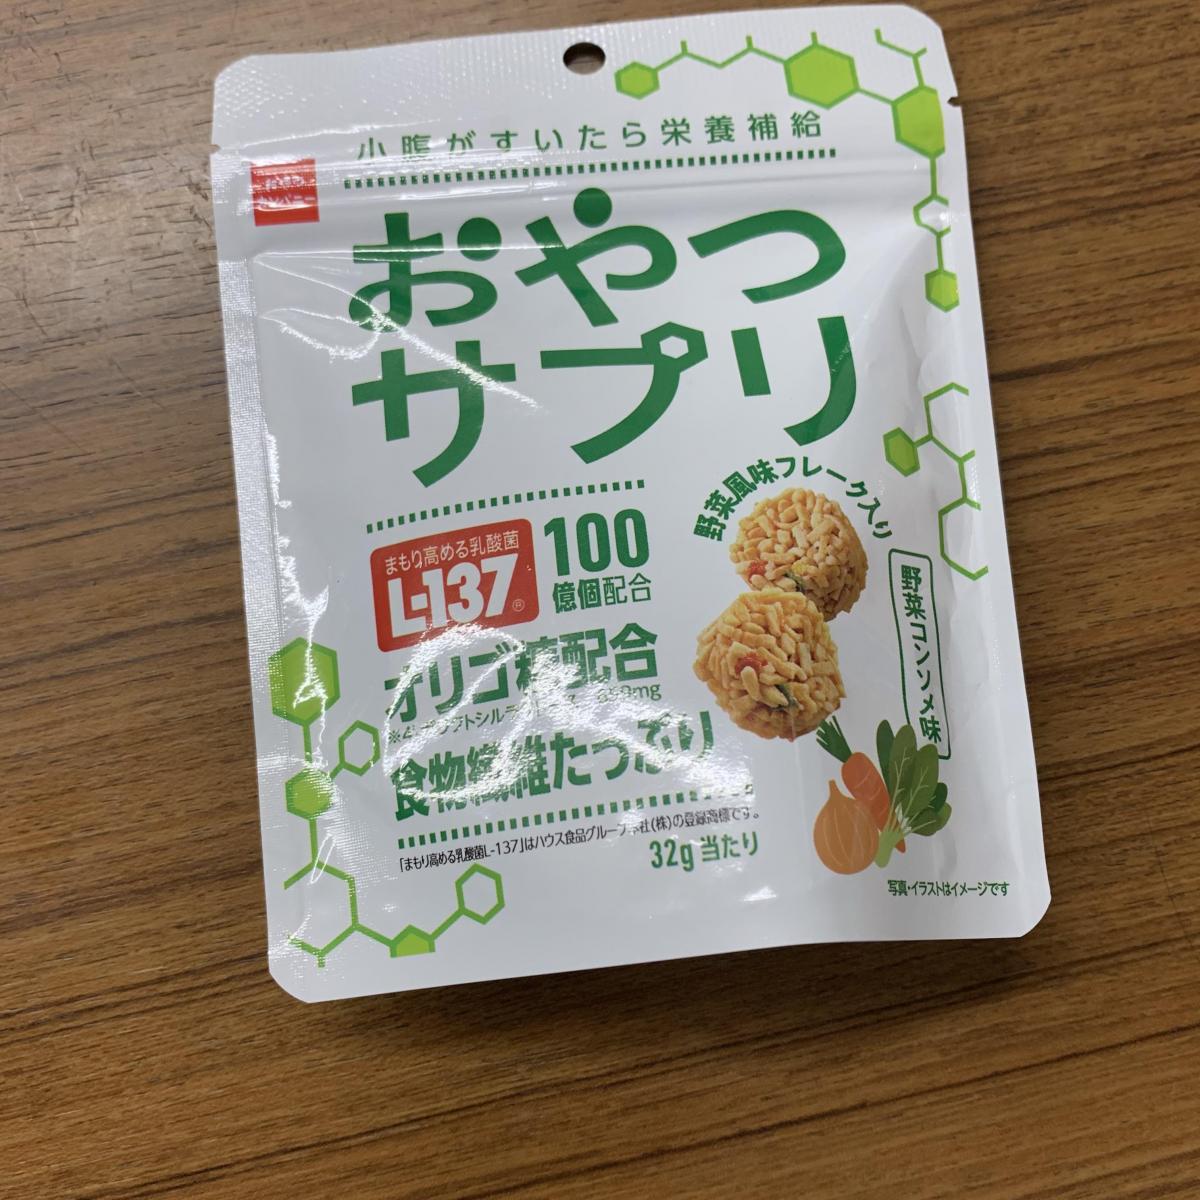 小腹がすいたら栄養補給
おやつ
サプリ
野菜風味フレーク入り
まもり高める乳酸菌
L-137®
100
億個配合
オリゴ糖配合
食物繊維たっぷり
「まもり高める乳酸菌L-137」はハウス食品グループ本社(株)の登録商標です。
32g当たり
野菜コンソメ味
写真・イラストはイメージです